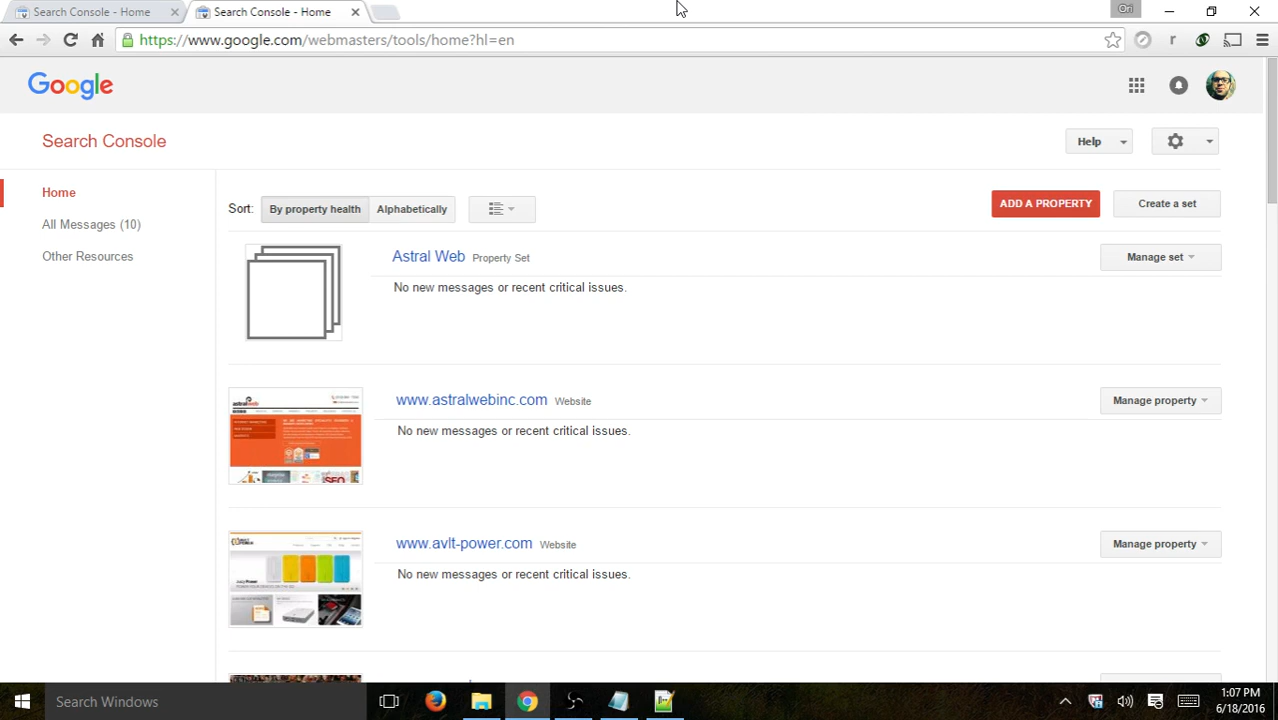 Search Console - Home
Search Console - Home
Ori
https://www.google.com/webmasters/tools/home?hl=en
Google
Search Console
Help
Home
All Messages (10)
Other Resources
Sort: By property health Alphabetically
ADD A PROPERTY
Create a set
Astral Web Property Set
Manage set
No new messages or recent critical issues.
www.astralwebinc.com Website
Manage property
No new messages or recent critical issues.
astralweb
SEO
www.avlt-power.com Website
Manage property
No new messages or recent critical issues.
Search Windows
1:07 PM
6/18/2016